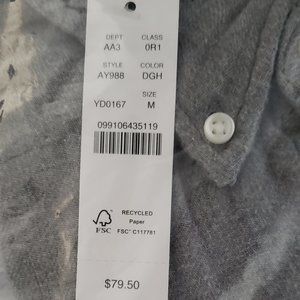 DEPT CLASS
AA3 0R1
STYLE COLOR
AY988 DGH
SIZE
YD0167 M
099106435119
FSC
RECYCLED
Paper
FSC® C117781
$79.50